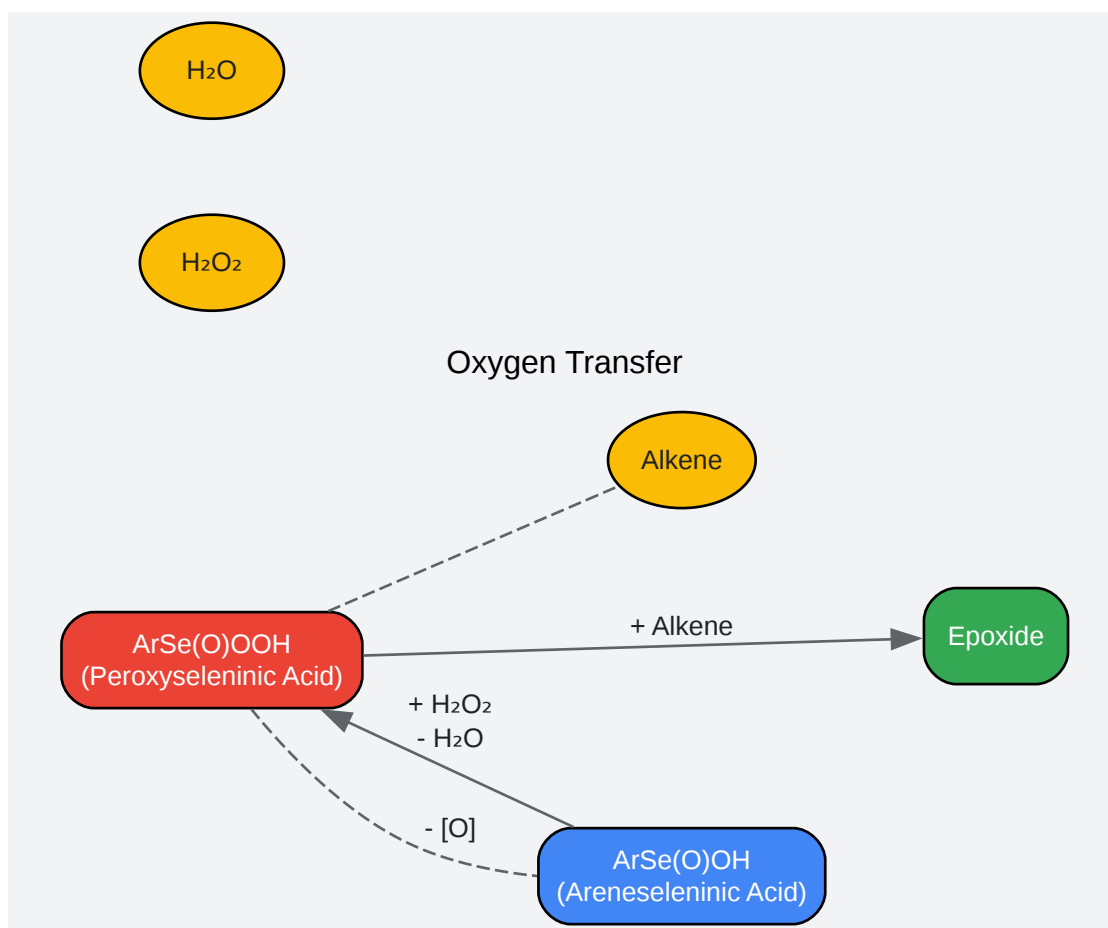 H₂O
H₂O₂
Oxygen Transfer
Alkene
+ Alkene
Epoxide
ArSe(O)OOH
(Peroxyseleninic Acid)
+ H₂O₂
- H₂O
- [O]
ArSe(O)OH
(Areneseleninic Acid)